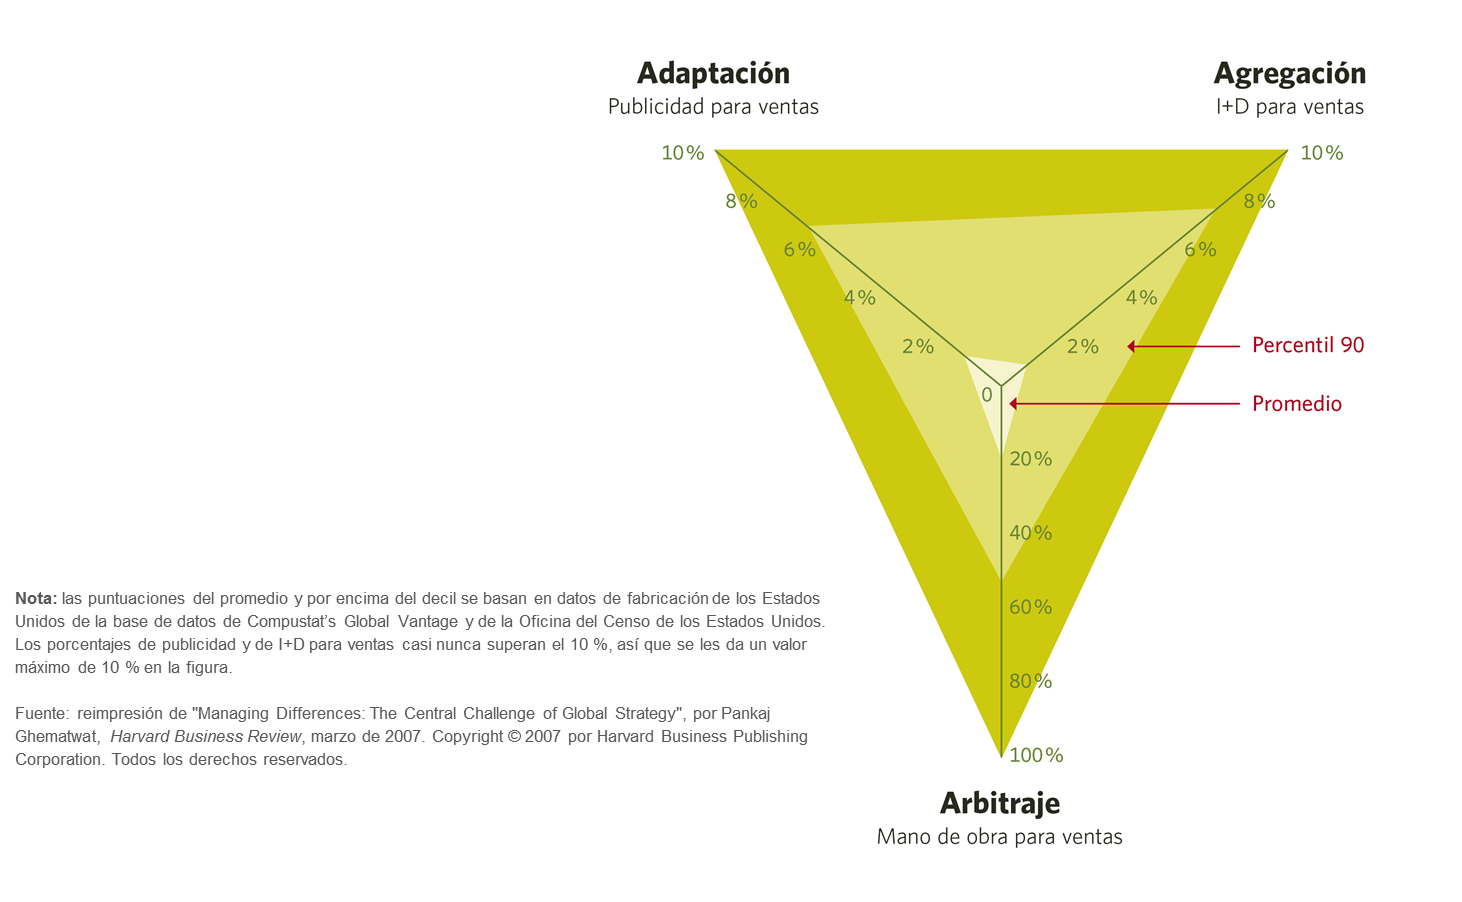 Adaptación
Publicidad para ventas
Agregación
I+D para ventas
10%
10%
8%
8%
6%
6%
4%
4%
2%
2%
Percentil 90
0
Promedio
20%
40%
60%
80%
100%
Arbitraje
Mano de obra para ventas
Nota: las puntuaciones del promedio y por encima del decil se basan en datos de fabricación de los Estados
Unidos de la base de datos de Compustat’s Global Vantage y de la Oficina del Censo de los Estados Unidos.
Los porcentajes de publicidad y de I+D para ventas casi nunca superan el 10 %, así que se les da un valor
máximo de 10 % en la figura.
Fuente: reimpresión de "Managing Differences: The Central Challenge of Global Strategy", por Pankaj
Ghematwat, Harvard Business Review, marzo de 2007. Copyright © 2007 por Harvard Business Publishing
Corporation. Todos los derechos reservados.